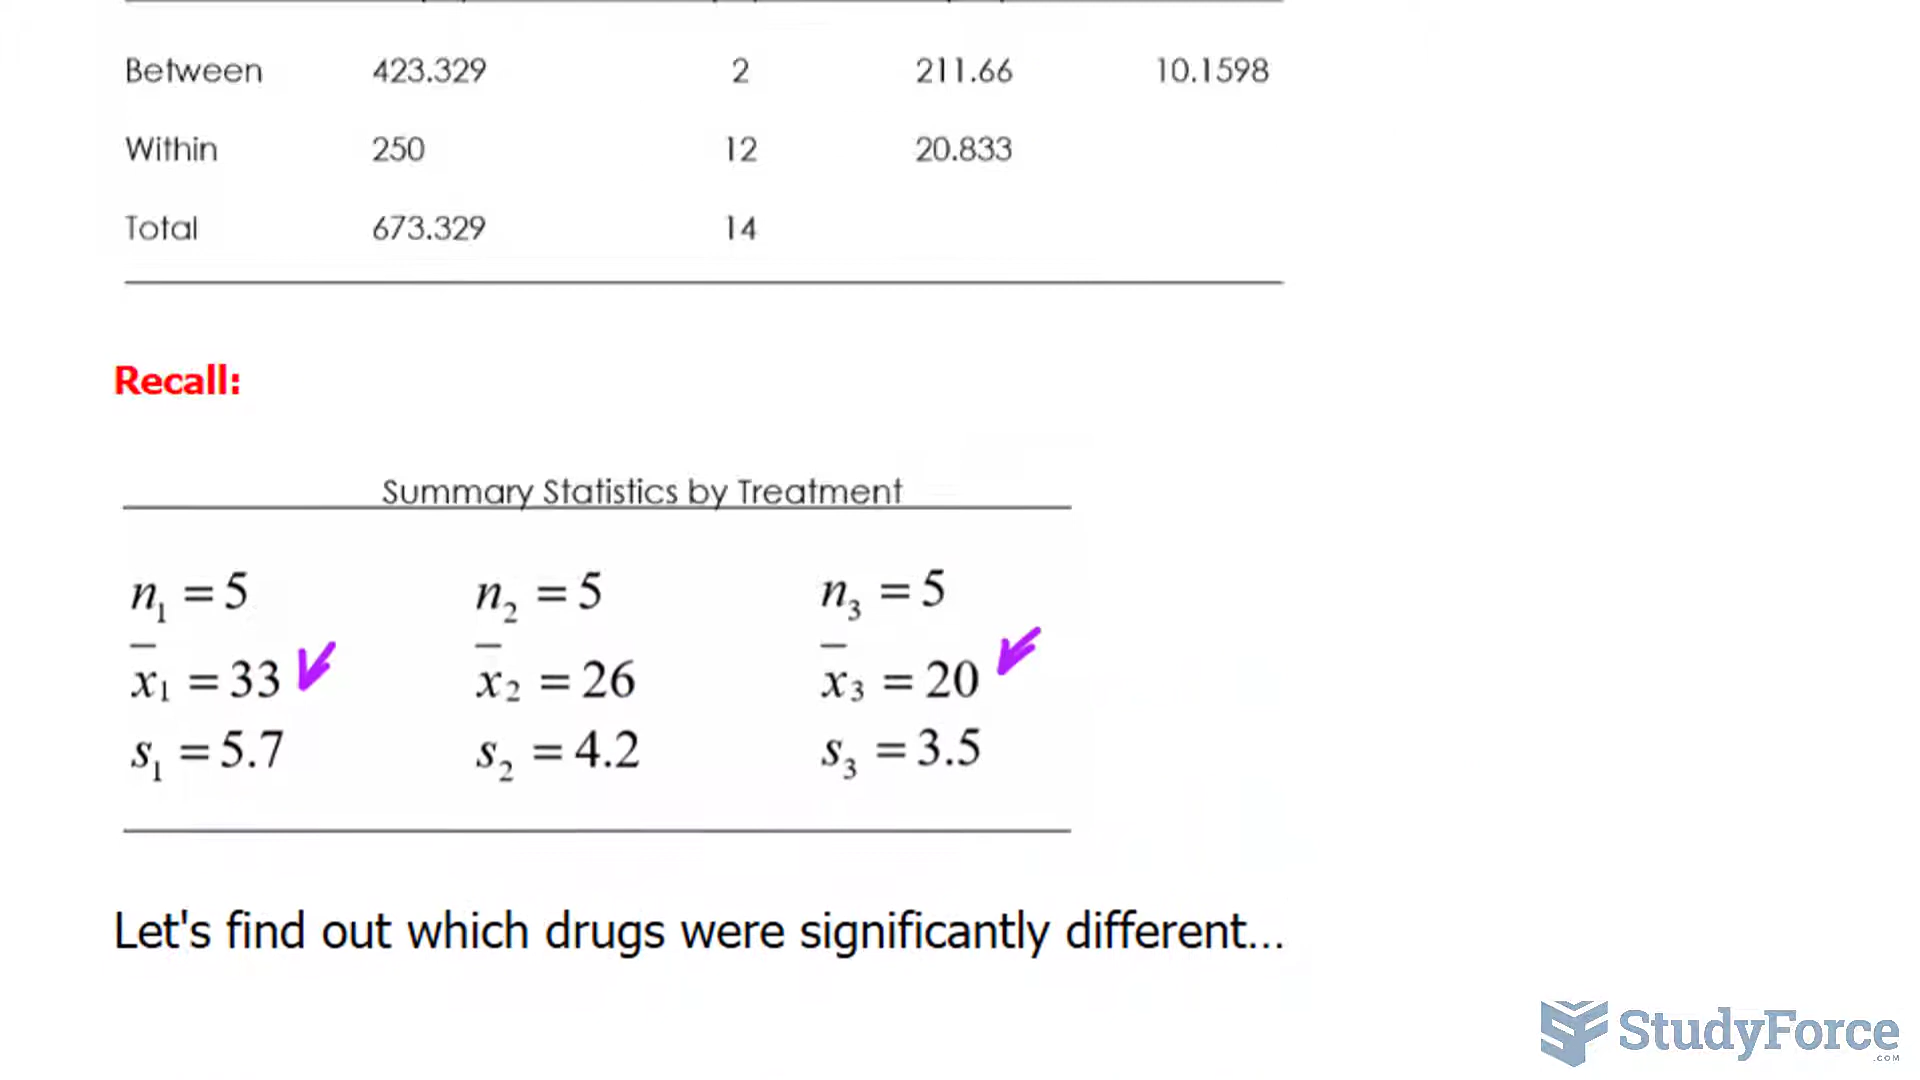 Between 423.329 2 211.66 10.1598
Within 250 12 20.833
Total 673.329 14
Recall:
Summary Statistics by Treatment
n₁ = 5 n₂ = 5 n₃ = 5
x̄₁ = 33 x̄₂ = 26 x̄₃ = 20
s₁ = 5.7 s₂ = 4.2 s₃ = 3.5
Let's find out which drugs were significantly different...
SF StudyForce
.COM